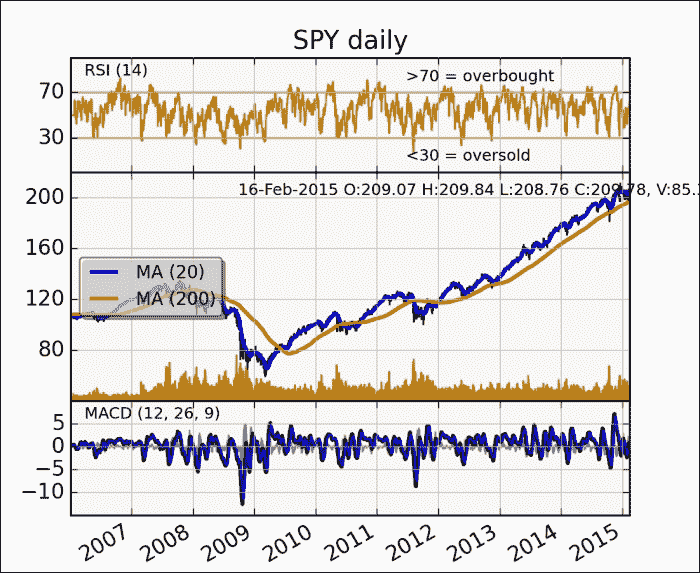 SPY daily
RSI (14)
>70 = overbought
70
30
<30 = oversold
16-Feb-2015 O:209.07 H:209.84 L:208.76 C:209.78, V:85.
200
160
MA (20)
MA (200)
120
80
MACD (12, 26, 9)
5
0
−5
−10
2007 2008 2009 2010 2011 2012 2013 2014 2015